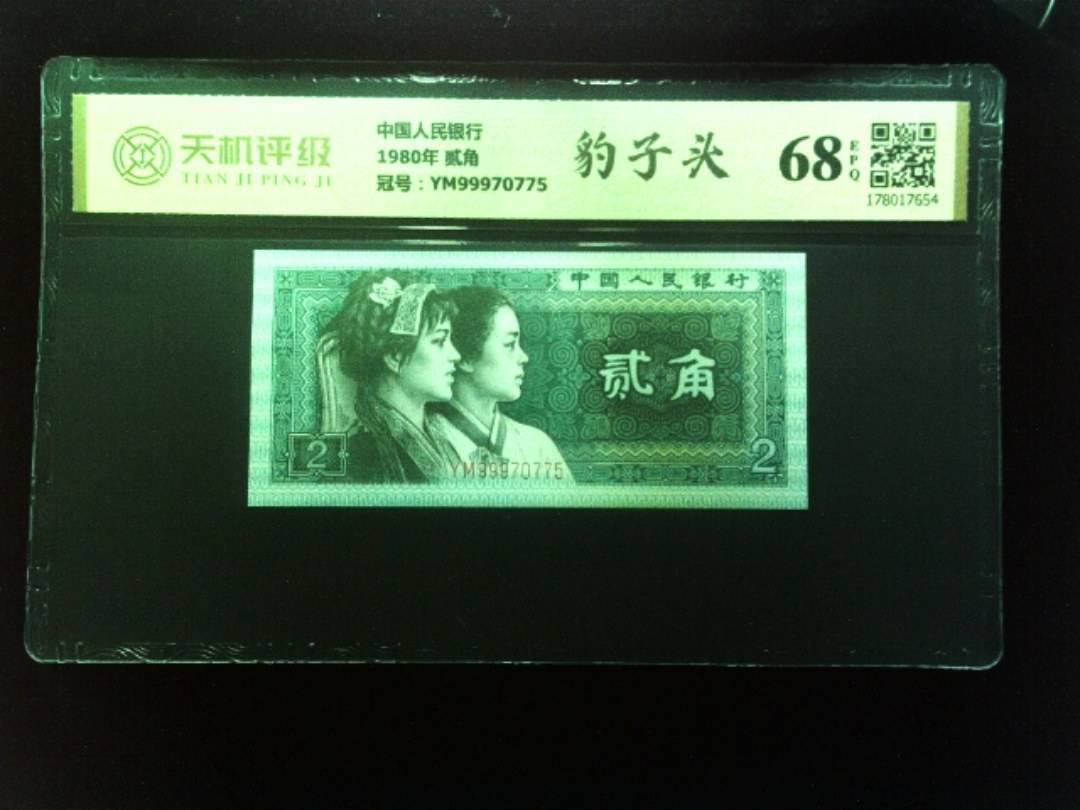 天机评级
TIAN JI PING JI
中国人民银行
1980年 贰角
冠号：YM99970775
豹子头
68
EPQ
178017654
中國人民银行
贰角
2
YM99970775
2